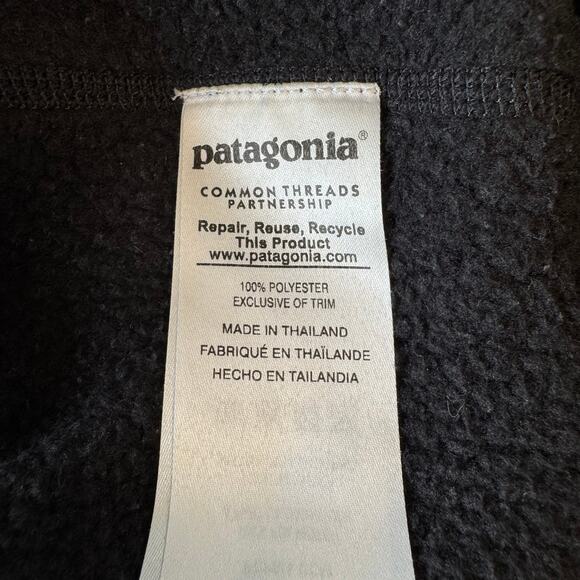 patagonia®
COMMON THREADS
PARTNERSHIP
Repair, Reuse, Recycle
This Product
www.patagonia.com
100% POLYESTER
EXCLUSIVE OF TRIM
MADE IN THAILAND
FABRIQUÉ EN THAÏLANDE
HECHO EN TAILANDIA